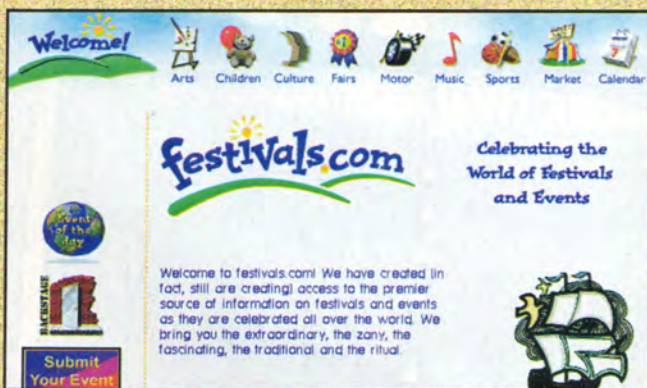 Welcome!
Arts Children Culture Fairs Motor Music Sports Market Calendar
festivals.com
Celebrating the
World of Festivals
and Events
Event
of the
day
BACKSTAGE
Submit
Your Event
Welcome to festivals.com! We have created (in
fact, still are creating) access to the premier
source of information on festivals and events
as they are celebrated all over the world. We
bring you the extraordinary, the zany, the
fascinating, the traditional and the ritual.